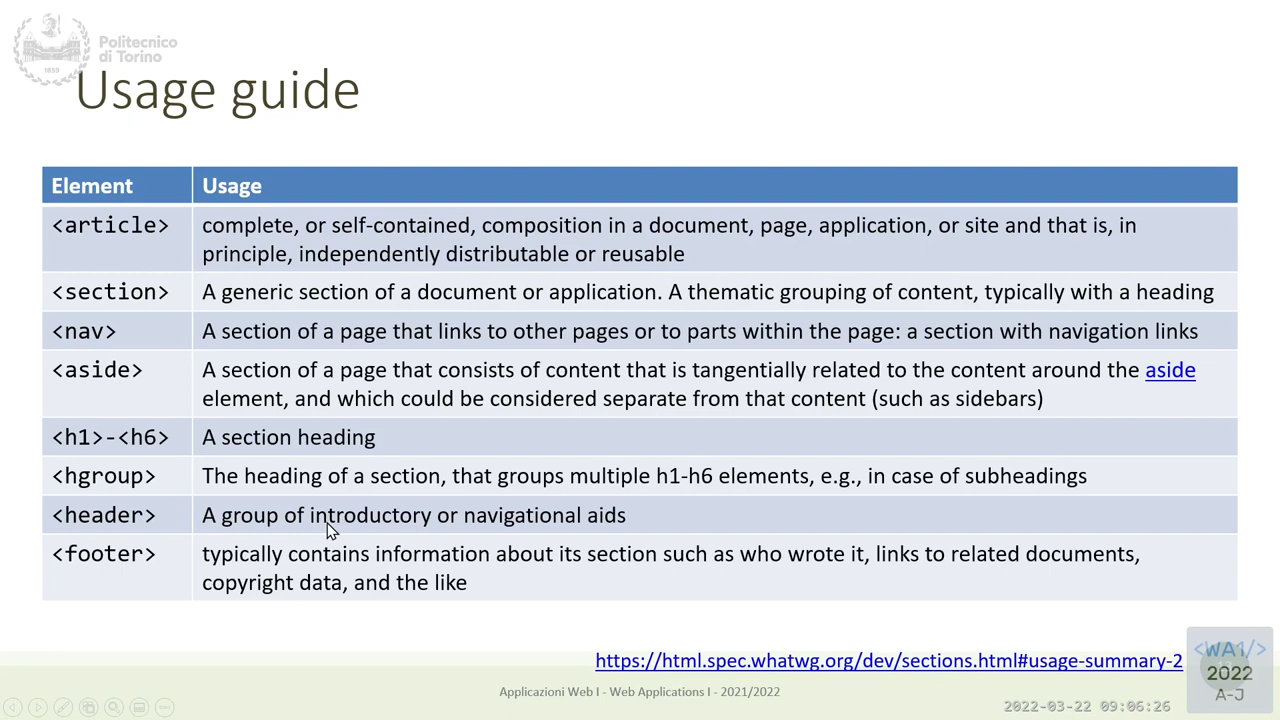 Politecnico
di Torino
1859
Usage guide
Element Usage
<article> complete, or self-contained, composition in a document, page, application, or site and that is, in
principle, independently distributable or reusable
<section> A generic section of a document or application. A thematic grouping of content, typically with a heading
<nav> A section of a page that links to other pages or to parts within the page: a section with navigation links
<aside> A section of a page that consists of content that is tangentially related to the content around the aside
element, and which could be considered separate from that content (such as sidebars)
<h1>-<h6> A section heading
<hgroup> The heading of a section, that groups multiple h1-h6 elements, e.g., in case of subheadings
<header> A group of introductory or navigational aids
<footer> typically contains information about its section such as who wrote it, links to related documents,
copyright data, and the like
https://html.spec.whatwg.org/dev/sections.html#usage-summary-2
<WA1/>
2022
A-J
Applicazioni Web I - Web Applications I - 2021/2022
2022-03-22 09:06:26